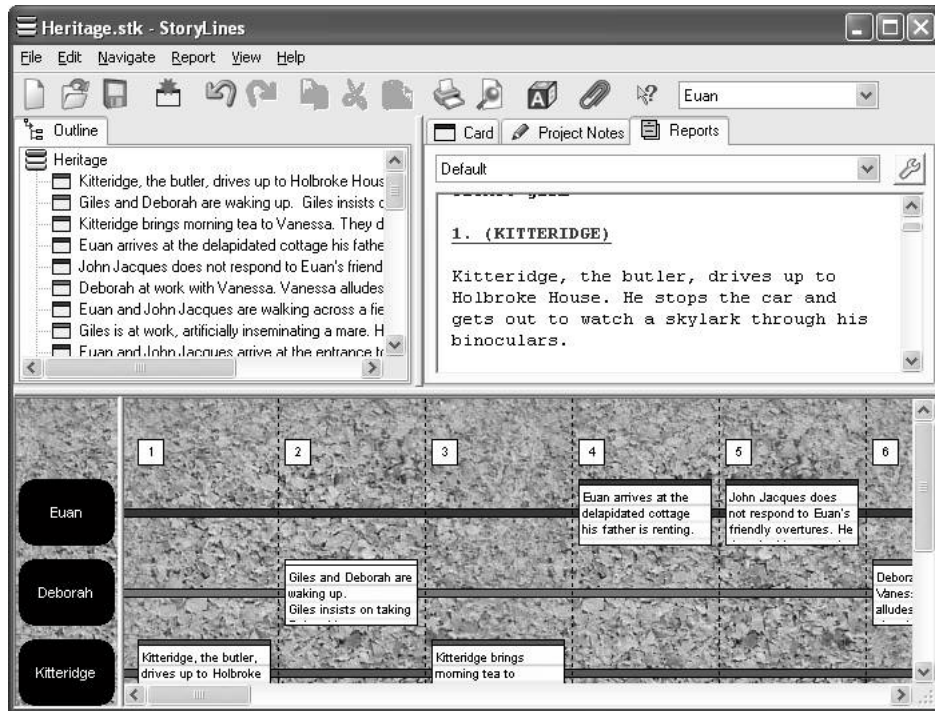 Heritage.stk - StoryLines
File Edit Navigate Report View Help
Euan
Outline
Heritage
Kitteridge, the butler, drives up to Holbroke Hous
Giles and Deborah are waking up. Giles insists c
Kitteridge brings morning tea to Vanessa. They d
Euan arrives at the delapidated cottage his fathe
John Jacques does not respond to Euan's friend
Deborah at work with Vanessa. Vanessa alludes
Euan and John Jacques are walking across a fie
Giles is at work, artificially inseminating a mare. H
Euan and John Jacques arrive at the entrance to
Card Project Notes Reports
Default
1. (KITTERIDGE)
Kitteridge, the butler, drives up to
Holbroke House. He stops the car and
gets out to watch a skylark through his
binoculars.
1 2 3 4 5 6
Euan
Euan arrives at the
delapidated cottage
his father is renting.
John Jacques does
not respond to Euan's
friendly overtures. He
Deborah
Giles and Deborah are
waking up.
Giles insists on taking
Debora
Vaness
alludes
Kitteridge
Kitteridge, the butler,
drives up to Holbroke
Kitteridge brings
morning tea to